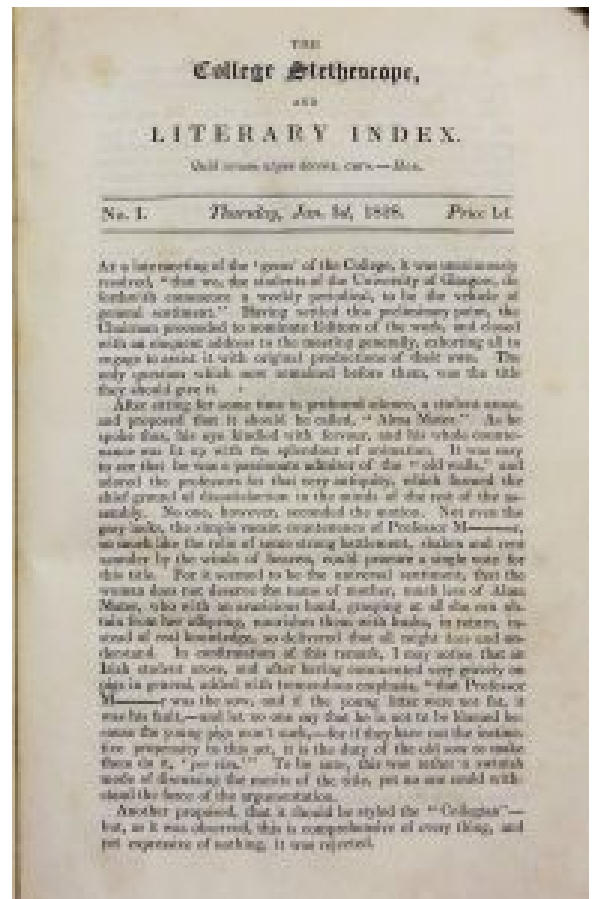 THE
College Stethoscope,
AND
LITERARY INDEX.
No. I. Thursday, Jan. 3d, 1828. Price 1d.
At a late meeting of the 'gens' of the College, it was unanimously
resolved, "that we, the students of the University of Glasgow, do
forthwith commence a weekly periodical, to be the vehicle of
general sentiment." Having settled this preliminary point, the
Chairman proceeded to nominate Editors of the work, and closed
with an eloquent address to the meeting generally, exhorting all to
engage to assist it with original productions of their own. The
only question which now remained before them, was the title
they should give it.
After sitting for some time in profound silence, a student arose,
and proposed that it should be called, "Alma Mater." As he
spoke thus, his eye kindled with fervour, and his whole counte-
nance was lit up with the splendour of animation. It was easy
to see that he was a passionate admirer of the "old walls," and
adored the professors for that very antiquity, which formed the
chief ground of dissatisfaction in the minds of the rest of the as-
sembly. No one, however, seconded the motion. Not even the
grey locks, the simple vacant countenance of Professor M———r,
so much like the relic of some strong battlement, shaken and rent
asunder by the winds of heaven, could procure a single vote for
this title. For it seemed to be the universal sentiment, that the
woman does not deserve the name of mother, much less of Alma
Mater, who with an avaricious hand, grasping at all she can ob-
tain from her offspring, nourishes them with husks, in return, in-
stead of real knowledge, so delivered that all might hear and un-
derstand. In confirmation of this remark, I may notice that an
Irish student arose, and after having commented very gravely on
pigs in general, added with tremendous emphasis, "that Professor
M———r was the sow, and if the young litter were not fat, it
was his fault,—and let no one say that he is not to be blamed be-
cause the young pigs won't suck,—for if they have not the instinc-
tive propensity to this act, it is the duty of the old sow to make
them do it, 'per vim.'" To be sure, this was rather a swinish
mode of discussing the merits of the title, yet no one could with-
stand the force of the argumentation.
Another proposed, that it should be styled the "Collegian"—
but, as it was observed, this is comprehensive of every thing, and
yet expressive of nothing, it was rejected.